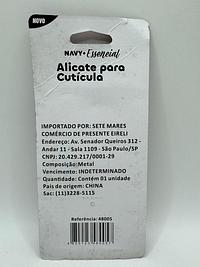 NOVO
NAVY+Essencial
Alicate para
Cutícula
IMPORTADO POR: SETE MARES
COMÉRCIO DE PRESENTE EIRELI
Endereço: Av. Senador Queiros 312 -
Andar 11 - Sala 1109 - São Paulo/SP
CNPJ: 20.429.217/0001-29
Composição:Metal
Vencimento: INDETERMINADO
Quantidade: Contém 01 unidade
País de origem: CHINA
Sac: (11)3228-5115
Referência: 48005